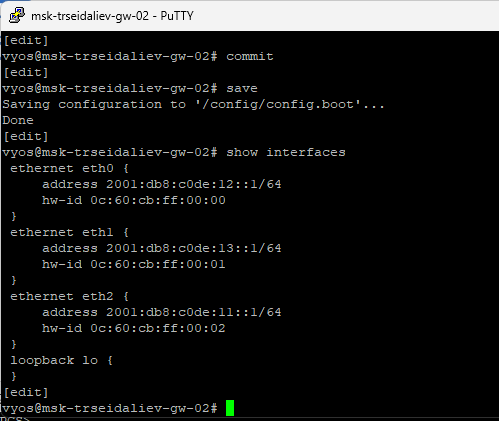 msk-trseidaliev-gw-02 - PuTTY
[edit]
vyos@msk-trseidaliev-gw-02# commit
[edit]
vyos@msk-trseidaliev-gw-02# save
Saving configuration to '/config/config.boot'...
Done
[edit]
vyos@msk-trseidaliev-gw-02# show interfaces
 ethernet eth0 {
     address 2001:db8:c0de:12::1/64
     hw-id 0c:60:cb:ff:00:00
 }
 ethernet eth1 {
     address 2001:db8:c0de:13::1/64
     hw-id 0c:60:cb:ff:00:01
 }
 ethernet eth2 {
     address 2001:db8:c0de:11::1/64
     hw-id 0c:60:cb:ff:00:02
 }
 loopback lo {
 }
[edit]
vyos@msk-trseidaliev-gw-02#